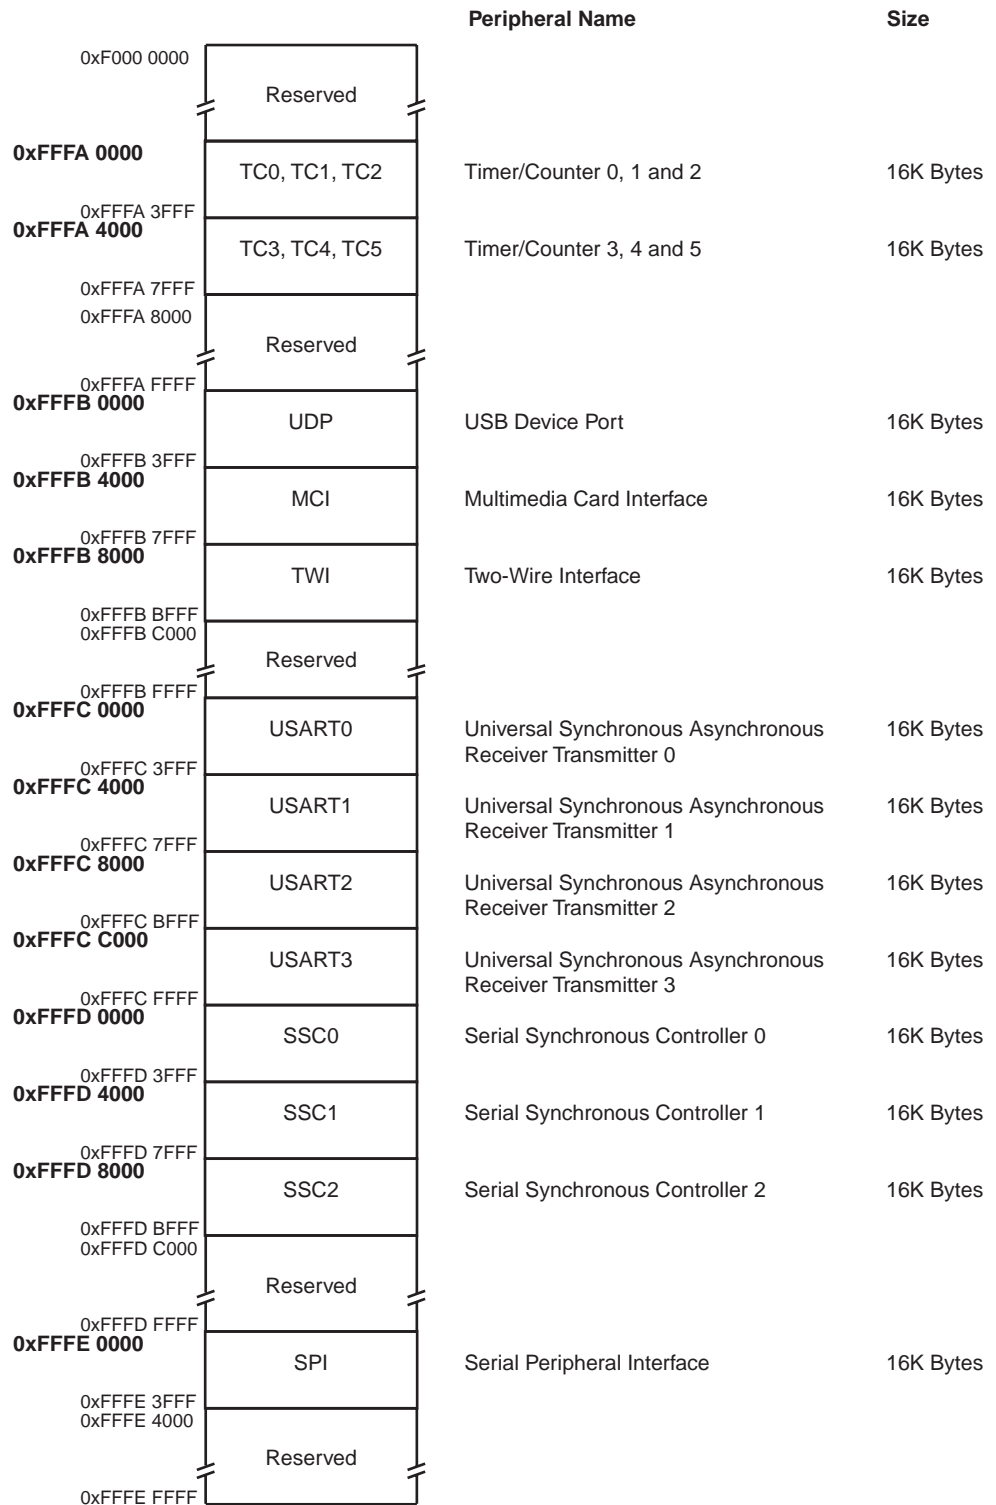 Peripheral Name Size
0xF000 0000
Reserved
0xFFFA 0000
TC0, TC1, TC2 Timer/Counter 0, 1 and 2 16K Bytes
0xFFFA 3FFF
0xFFFA 4000
TC3, TC4, TC5 Timer/Counter 3, 4 and 5 16K Bytes
0xFFFA 7FFF
0xFFFA 8000
Reserved
0xFFFA FFFF
0xFFFB 0000
UDP USB Device Port 16K Bytes
0xFFFB 3FFF
0xFFFB 4000
MCI Multimedia Card Interface 16K Bytes
0xFFFB 7FFF
0xFFFB 8000
TWI Two-Wire Interface 16K Bytes
0xFFFB BFFF
0xFFFB C000
Reserved
0xFFFB FFFF
0xFFFC 0000
USART0 Universal Synchronous Asynchronous 16K Bytes
Receiver Transmitter 0
0xFFFC 3FFF
0xFFFC 4000
USART1 Universal Synchronous Asynchronous 16K Bytes
Receiver Transmitter 1
0xFFFC 7FFF
0xFFFC 8000
USART2 Universal Synchronous Asynchronous 16K Bytes
Receiver Transmitter 2
0xFFFC BFFF
0xFFFC C000
USART3 Universal Synchronous Asynchronous 16K Bytes
Receiver Transmitter 3
0xFFFC FFFF
0xFFFD 0000
SSC0 Serial Synchronous Controller 0 16K Bytes
0xFFFD 3FFF
0xFFFD 4000
SSC1 Serial Synchronous Controller 1 16K Bytes
0xFFFD 7FFF
0xFFFD 8000
SSC2 Serial Synchronous Controller 2 16K Bytes
0xFFFD BFFF
0xFFFD C000
Reserved
0xFFFD FFFF
0xFFFE 0000
SPI Serial Peripheral Interface 16K Bytes
0xFFFE 3FFF
0xFFFE 4000
Reserved
0xFFFE FFFF